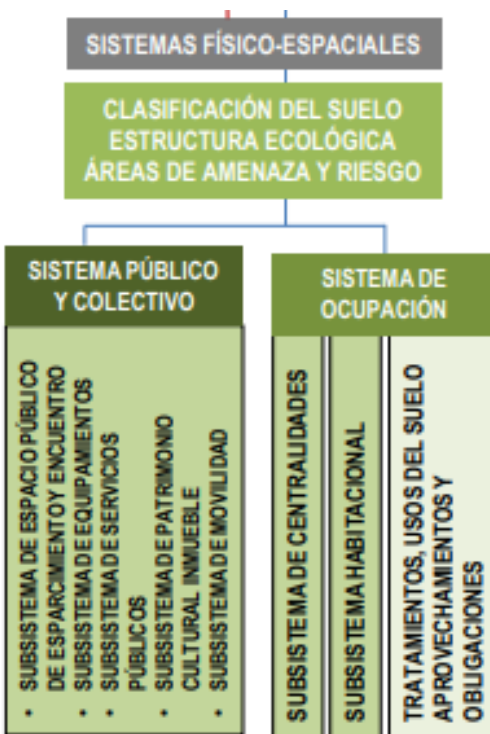 SISTEMAS FÍSICO-ESPACIALES
CLASIFICACIÓN DEL SUELO
ESTRUCTURA ECOLÓGICA
ÁREAS DE AMENAZA Y RIESGO
SISTEMA PÚBLICO
Y COLECTIVO
• SUBSISTEMA DE ESPACIO PÚBLICO
DE ESPARCIMIENTO Y ENCUENTRO
• SUBSISTEMA DE EQUIPAMIENTOS
• SUBSISTEMA DE SERVICIOS
PÚBLICOS
• SUBSISTEMA DE PATRIMONIO
CULTURAL INMUEBLE
• SUBSISTEMA DE MOVILIDAD
SISTEMA DE
OCUPACIÓN
SUBSISTEMA DE CENTRALIDADES
SUBSISTEMA HABITACIONAL
TRATAMIENTOS, USOS DEL SUELO
APROVECHAMIENTOS Y
OBLIGACIONES